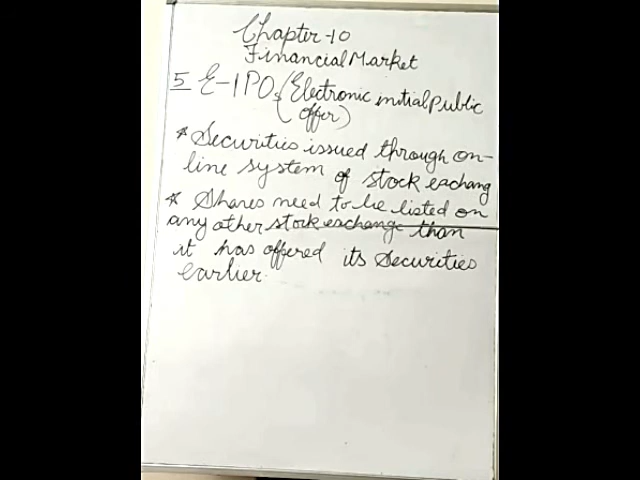 Chapter-10
Financial Market
5 E-IPOs (Electronic initial Public
offer)
* Securities issued through on-
line system of stock exchang
* Shares need to be listed on
any other stock exchange than
it has offered its Securities
earlier.